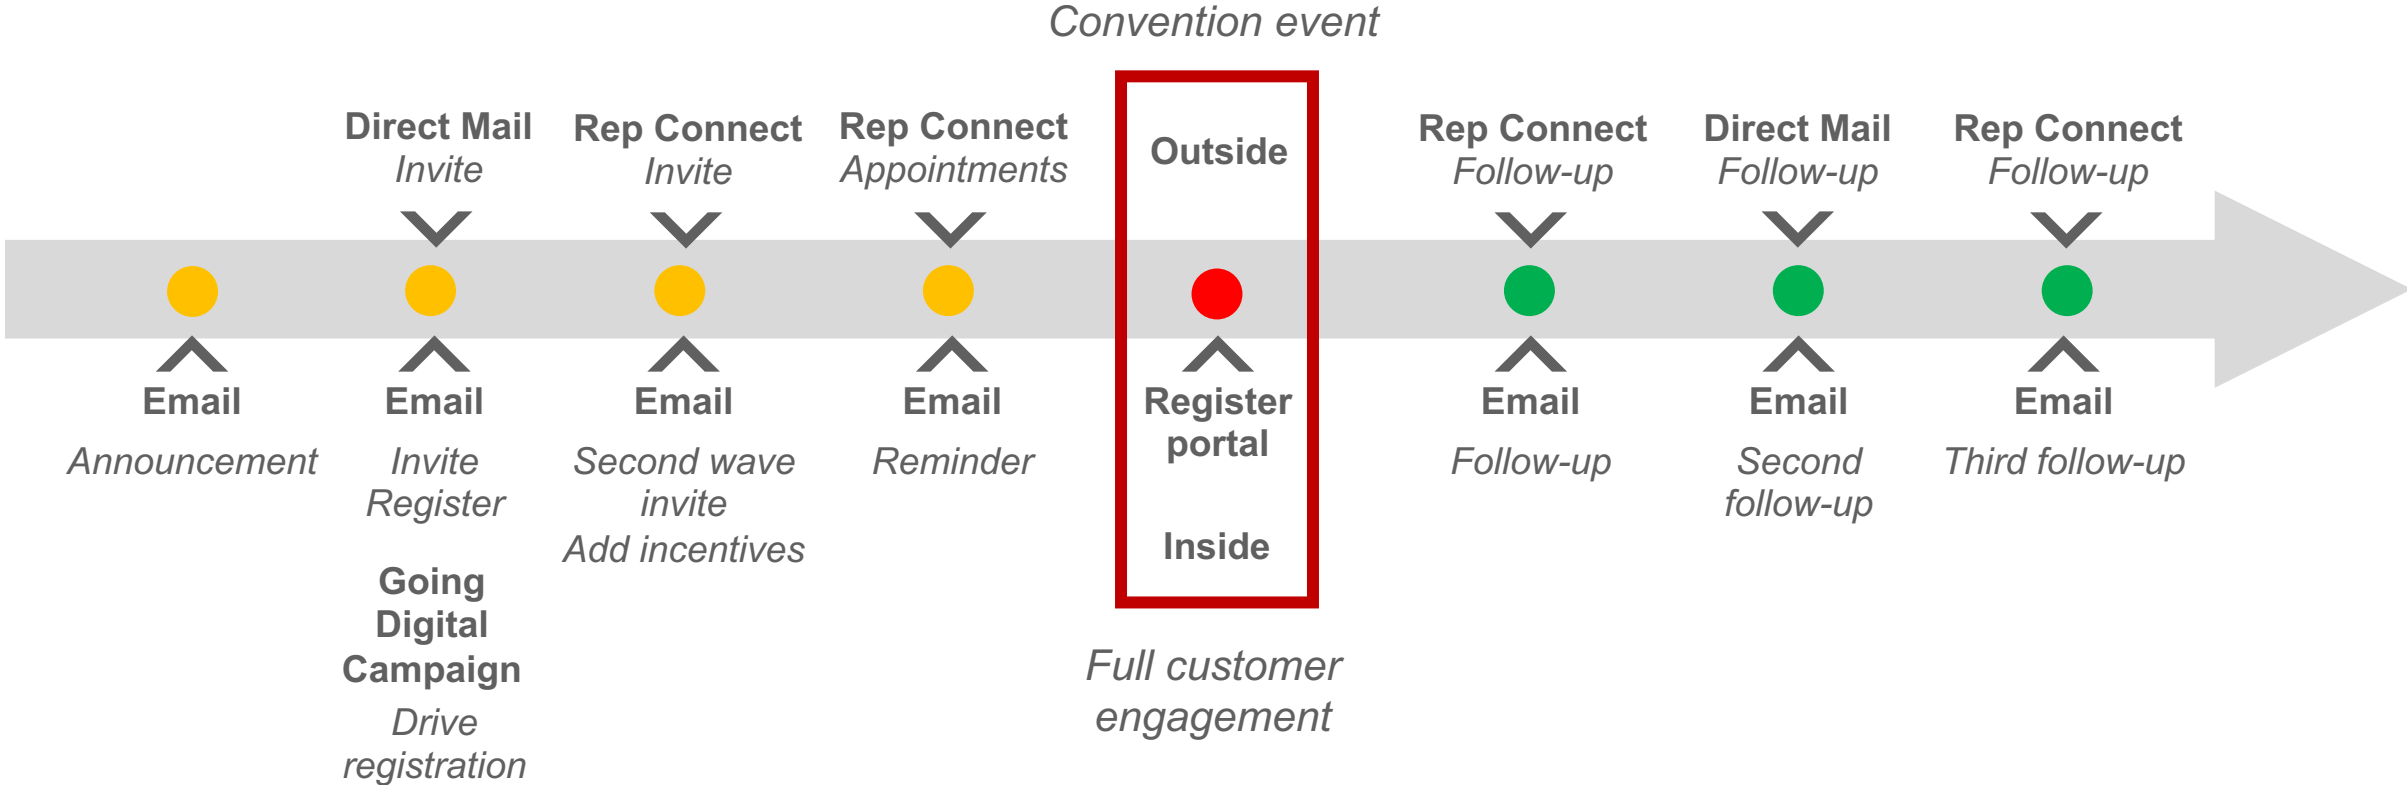 Convention event
Direct Mail
Invite
Rep Connect
Invite
Rep Connect
Appointments
Outside
Rep Connect
Follow-up
Direct Mail
Follow-up
Rep Connect
Follow-up
Email
Announcement
Email
Invite
Register
Going
Digital
Campaign
Drive
registration
Email
Second wave
invite
Add incentives
Email
Reminder
Register
portal
Inside
Full customer
engagement
Email
Follow-up
Email
Second
follow-up
Email
Third follow-up